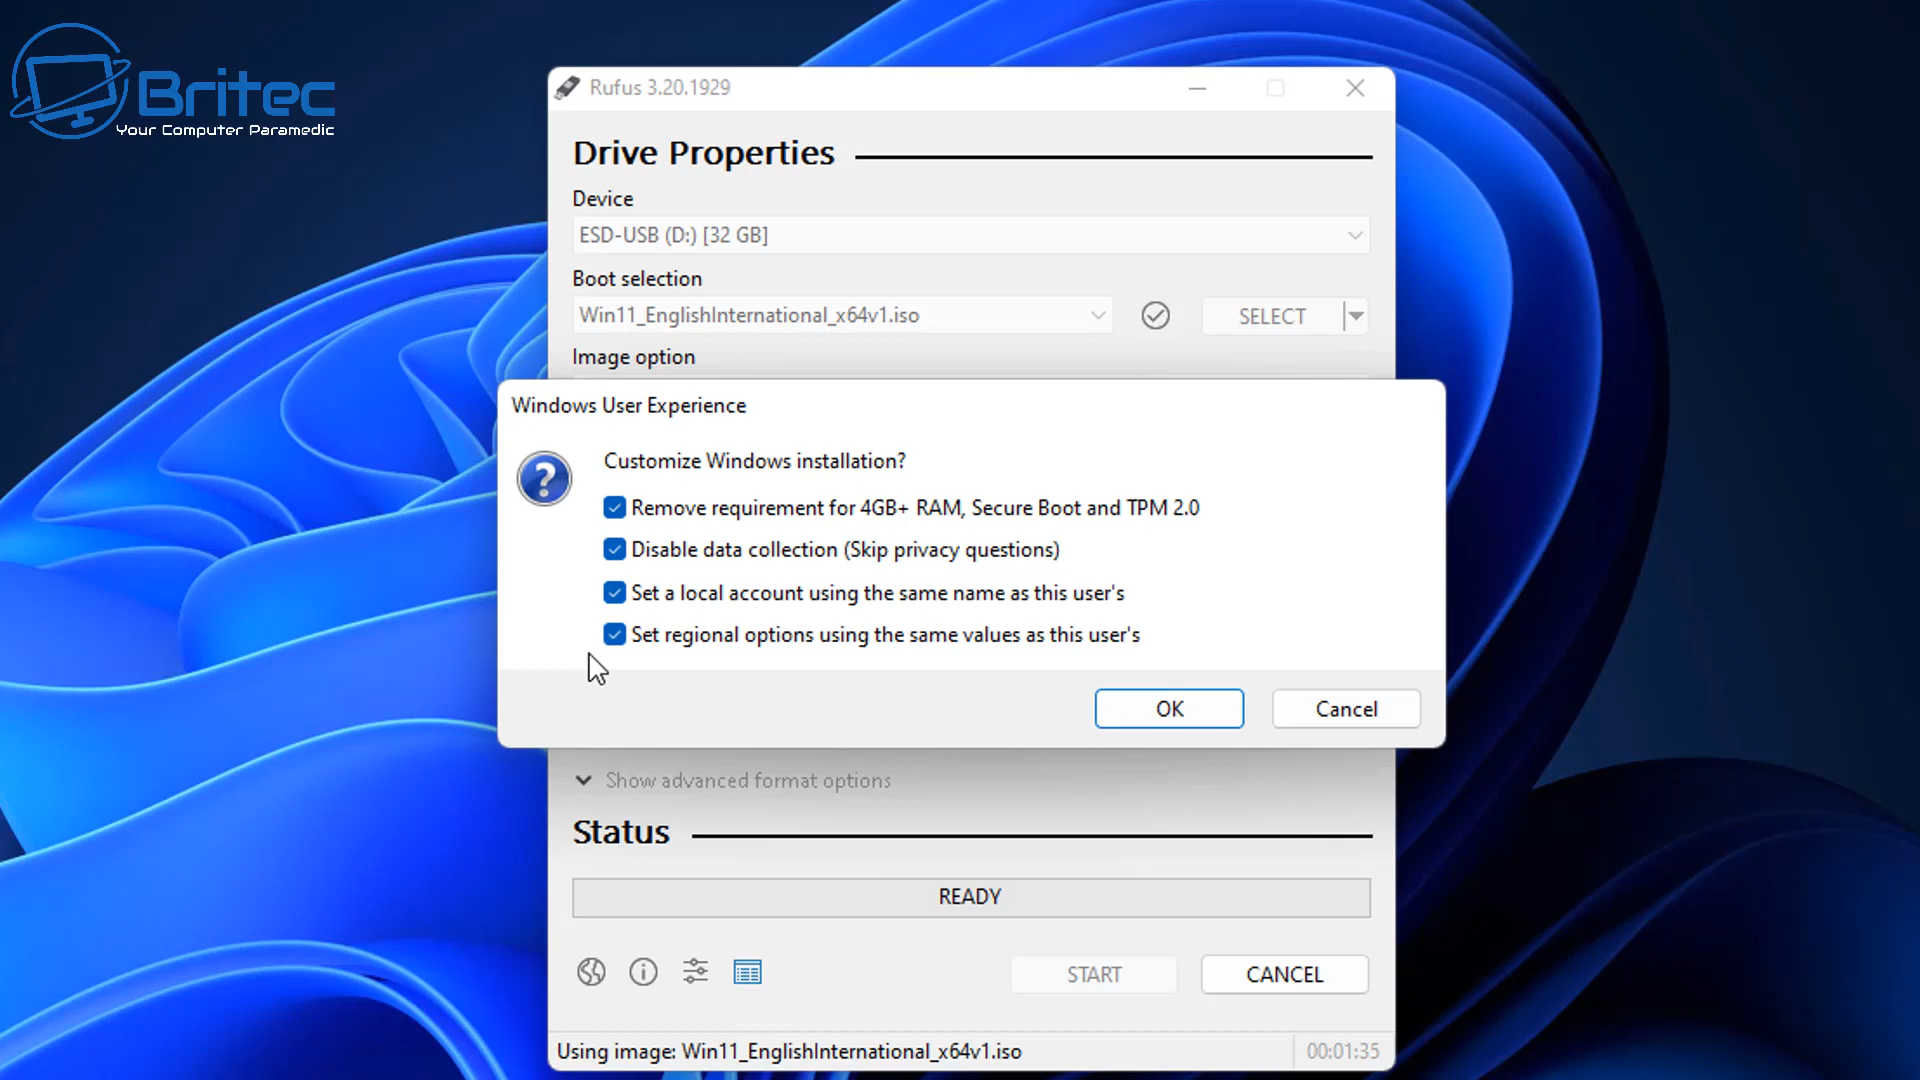 Britec
Your Computer Paramedic
Rufus 3.20.1929
Drive Properties
Device
ESD-USB (D:) [32 GB]
Boot selection
Win11_EnglishInternational_x64v1.iso
SELECT
Image option
Windows User Experience
?
Customize Windows installation?
Remove requirement for 4GB+ RAM, Secure Boot and TPM 2.0
Disable data collection (Skip privacy questions)
Set a local account using the same name as this user's
Set regional options using the same values as this user's
OK
Cancel
Show advanced format options
Status
READY
START
CANCEL
Using image: Win11_EnglishInternational_x64v1.iso
00:01:35